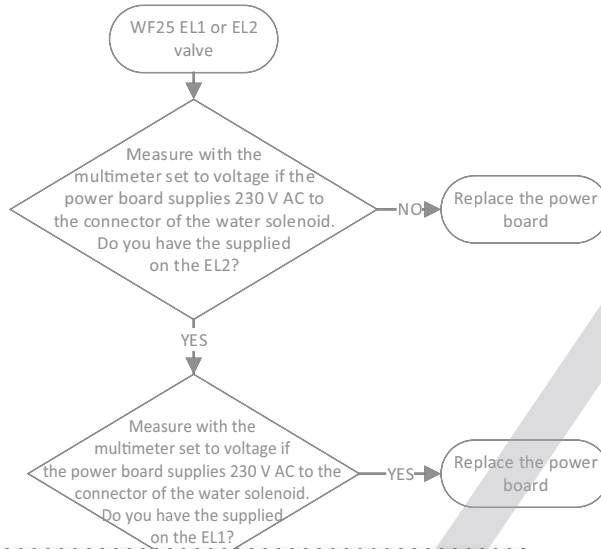 WF25 EL1 or EL2
valve
Measure with the
multimeter set to voltage if
the power board supplies 230 V AC to
the connector of the water solenoid.
Do you have the supplied
on the EL2?
NO
Replace the power
board
YES
Measure with the
multimeter set to voltage if
the power board supplies 230 V AC to the
connector of the water solenoid.
Do you have the supplied
on the EL1?
YES
Replace the power
board